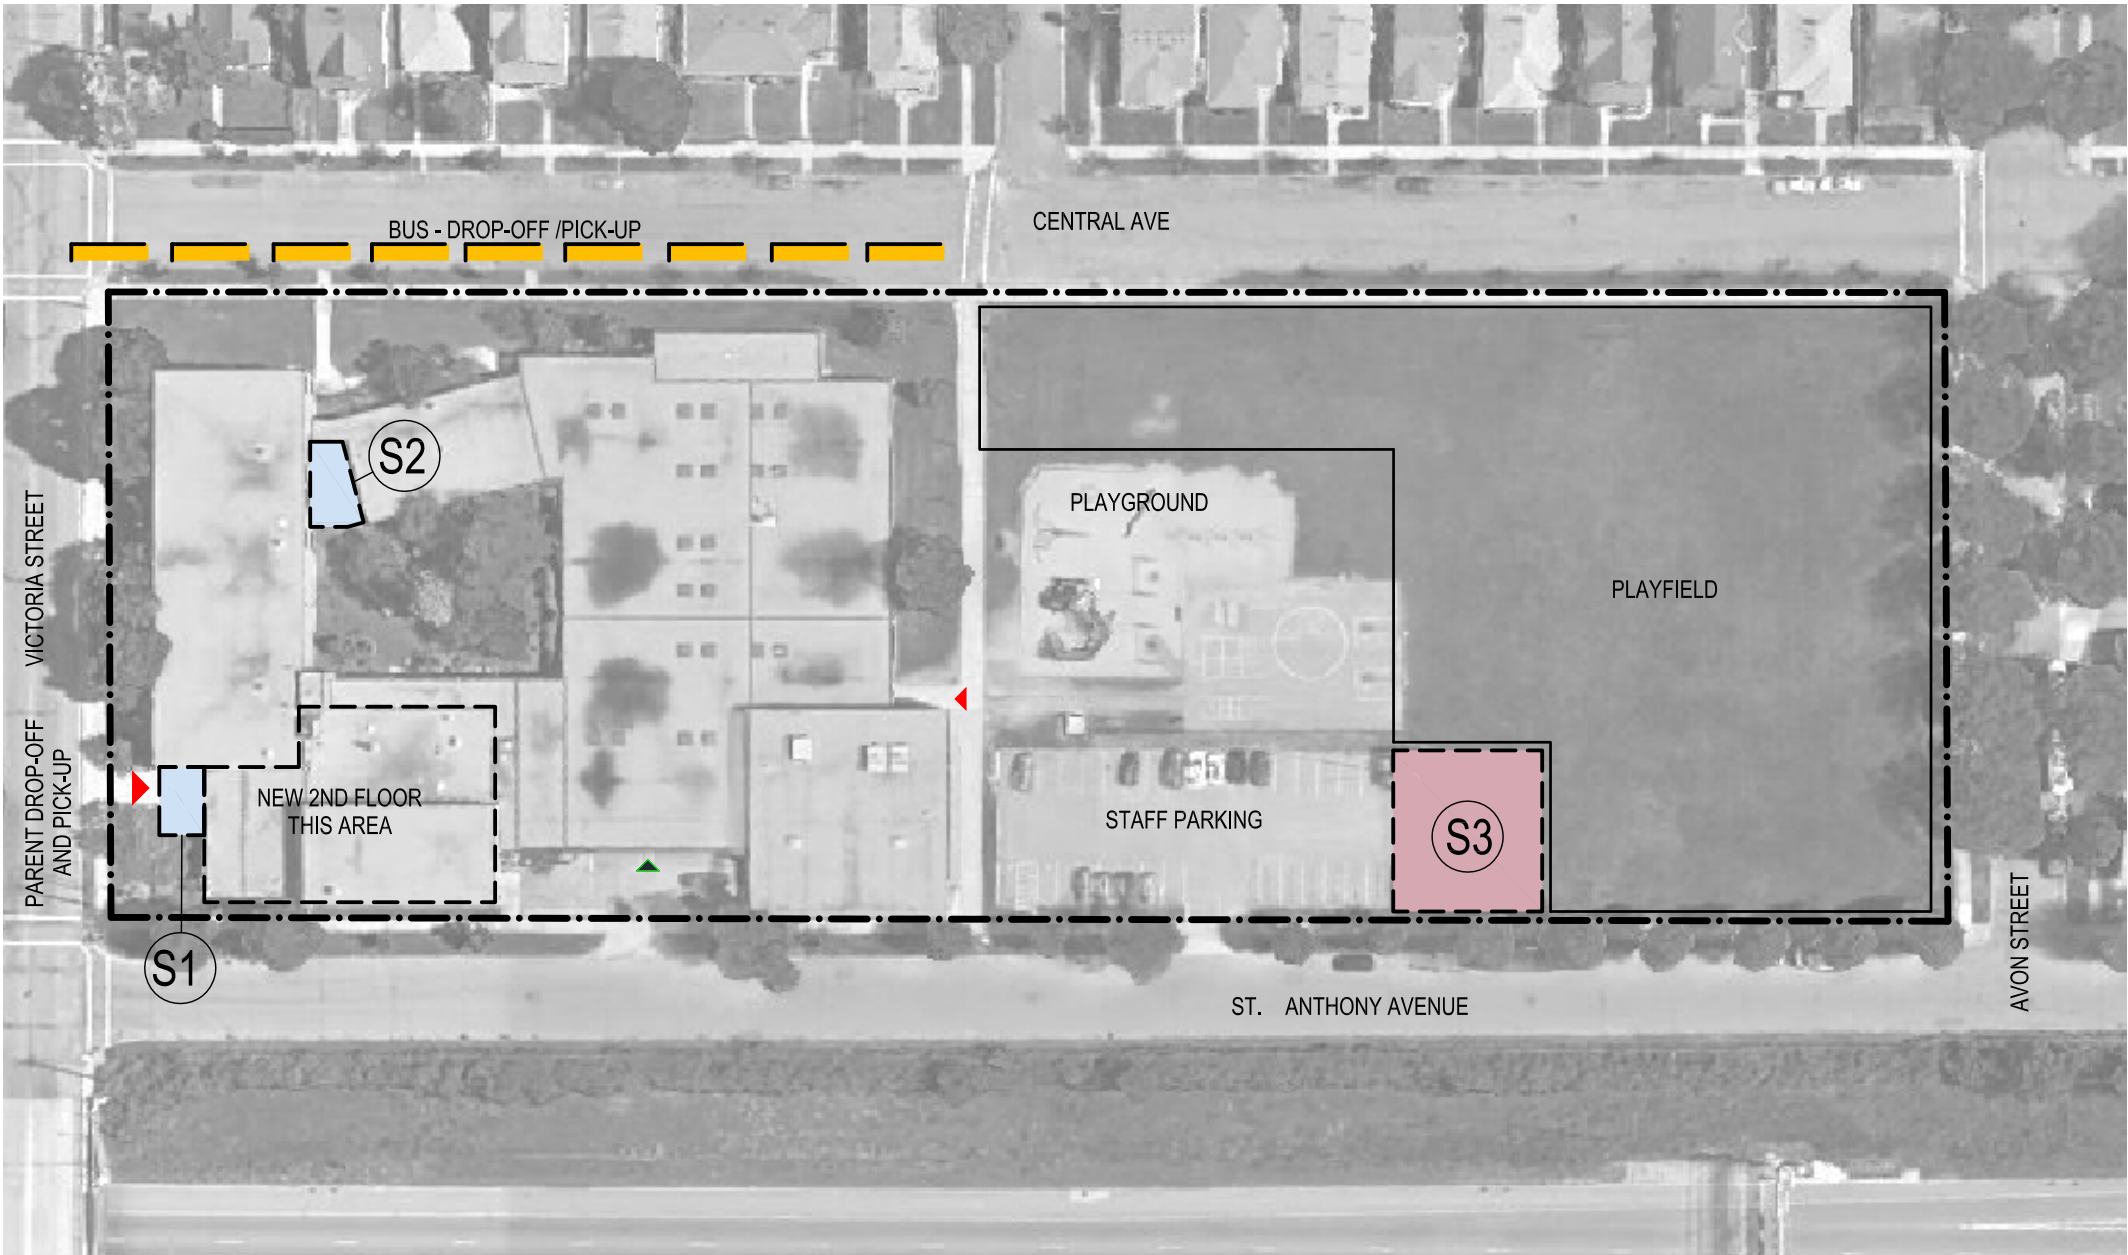 BUS - DROP-OFF /PICK-UP
CENTRAL AVE
S2
VICTORIA STREET
PLAYGROUND
PLAYFIELD
PARENT DROP-OFF
AND PICK-UP
NEW 2ND FLOOR
THIS AREA
STAFF PARKING
S3
S1
AVON STREET
ST. ANTHONY AVENUE